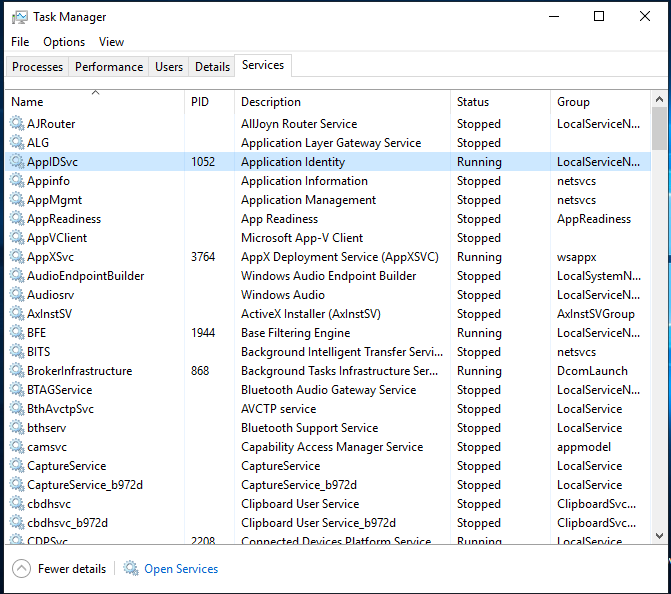 Task Manager
File Options View
Processes Performance Users Details Services
Name PID Description Status Group
AJRouter AllJoyn Router Service Stopped LocalServiceN...
ALG Application Layer Gateway Service Stopped
AppIDSvc 1052 Application Identity Running LocalServiceN...
Appinfo Application Information Stopped netsvcs
AppMgmt Application Management Stopped netsvcs
AppReadiness App Readiness Stopped AppReadiness
AppVClient Microsoft App-V Client Stopped
AppXSvc 3764 AppX Deployment Service (AppXSVC) Running wsappx
AudioEndpointBuilder Windows Audio Endpoint Builder Stopped LocalSystemN...
Audiosrv Windows Audio Stopped LocalServiceN...
AxInstSV ActiveX Installer (AxInstSV) Stopped AxInstSVGroup
BFE 1944 Base Filtering Engine Running LocalServiceN...
BITS Background Intelligent Transfer Servi... Stopped netsvcs
BrokerInfrastructure 868 Background Tasks Infrastructure Ser... Running DcomLaunch
BTAGService Bluetooth Audio Gateway Service Stopped LocalServiceN...
BthAvctpSvc AVCTP service Stopped LocalService
bthserv Bluetooth Support Service Stopped LocalService
camsvc Capability Access Manager Service Stopped appmodel
CaptureService CaptureService Stopped LocalService
CaptureService_b972d CaptureService_b972d Stopped LocalService
cbdhsvc Clipboard User Service Stopped ClipboardSvc...
cbdhsvc_b972d Clipboard User Service_b972d Stopped ClipboardSvc...
CDPSvc 2208 Connected Devices Platform Service Running LocalService
Fewer details Open Services